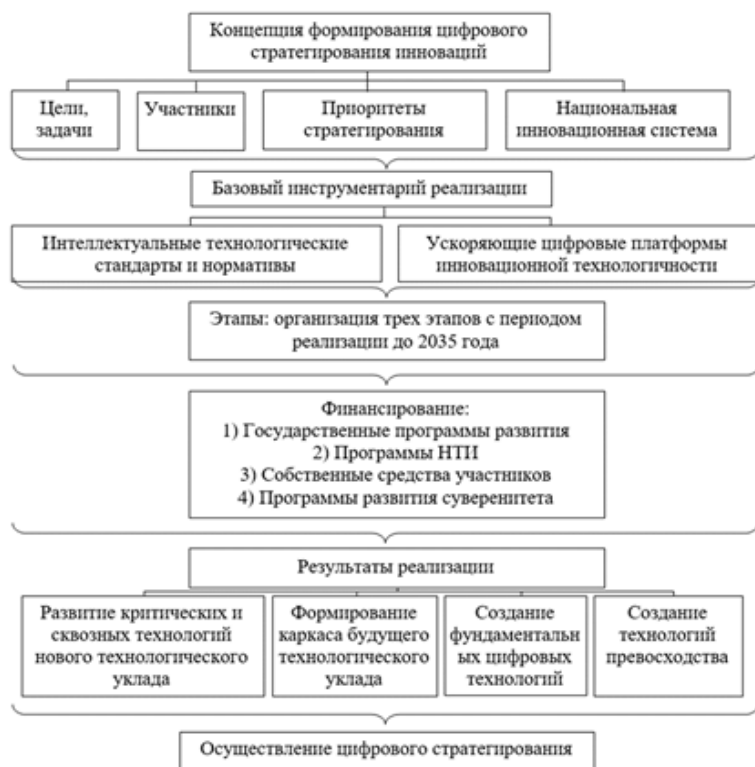 Концепция формирования цифрового
стратегирования инноваций
Цели,
задачи
Участники
Приоритеты
стратегирования
Национальная
инновационная система
Базовый инструментарий реализации
Интеллектуальные технологические
стандарты и нормативы
Ускоряющие цифровые платформы
инновационной технологичности
Этапы: организация трех этапов с периодом
реализации до 2035 года
Финансирование:
1) Государственные программы развития
2) Программы НТИ
3) Собственные средства участников
4) Программы развития суверенитета
Результаты реализации
Развитие критических и
сквозных технологий
нового технологического
уклада
Формирование
каркаса будущего
технологического
уклада
Создание
фундаментальн
ых цифровых
технологий
Создание
технологий
превосходства
Осуществление цифрового стратегирования